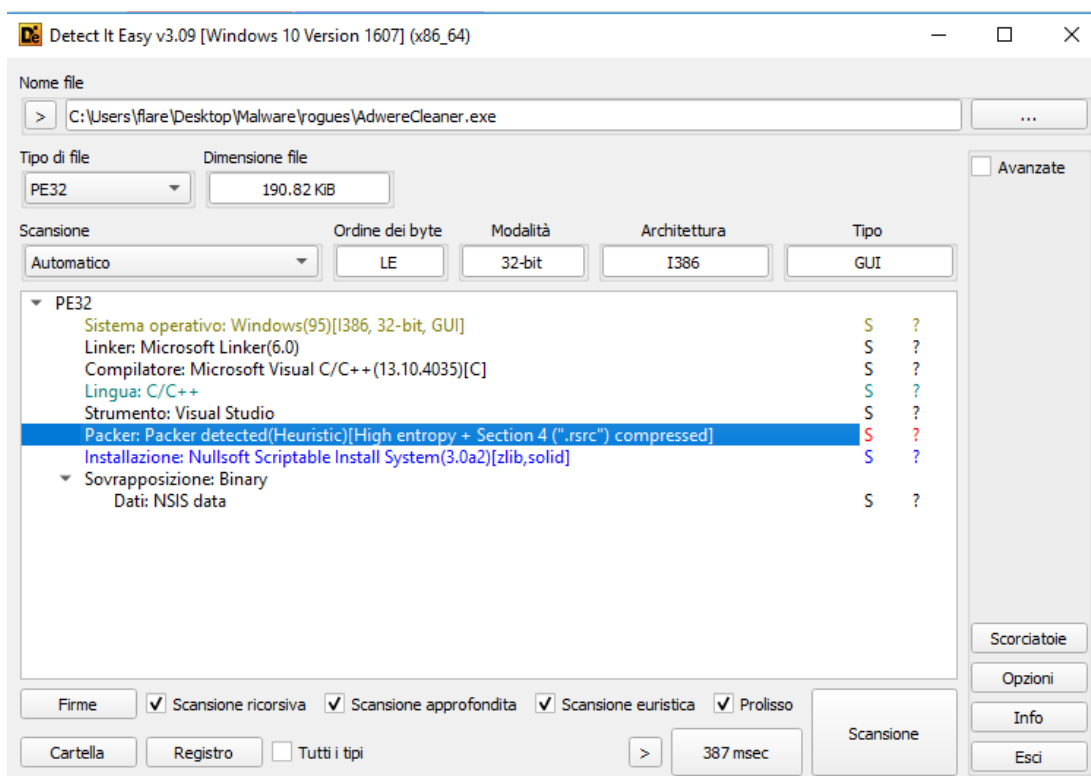 Detect It Easy v3.09 [Windows 10 Version 1607] (x86_64)
Nome file
> C:\Users\flare\Desktop\Malware\rogues\AdwereCleaner.exe ...
Tipo di file Dimensione file
Avanzate
PE32 190.82 KiB
Scansione Ordine dei byte Modalità Architettura Tipo
Automatico LE 32-bit I386 GUI
PE32
Sistema operativo: Windows(95)[I386, 32-bit, GUI] S ?
Linker: Microsoft Linker(6.0) S ?
Compilatore: Microsoft Visual C/C++(13.10.4035)[C] S ?
Lingua: C/C++ S ?
Strumento: Visual Studio S ?
Packer: Packer detected(Heuristic)[High entropy + Section 4 (".rsrc") compressed] S ?
Installazione: Nullsoft Scriptable Install System(3.0a2)[zlib,solid] S ?
Sovrapposizione: Binary
Dati: NSIS data S ?
Scorciatoie
Opzioni
Firme Scansione ricorsiva Scansione approfondita Scansione euristica Prolisso
Scansione
Info
Cartella Registro Tutti i tipi > 387 msec
Esci